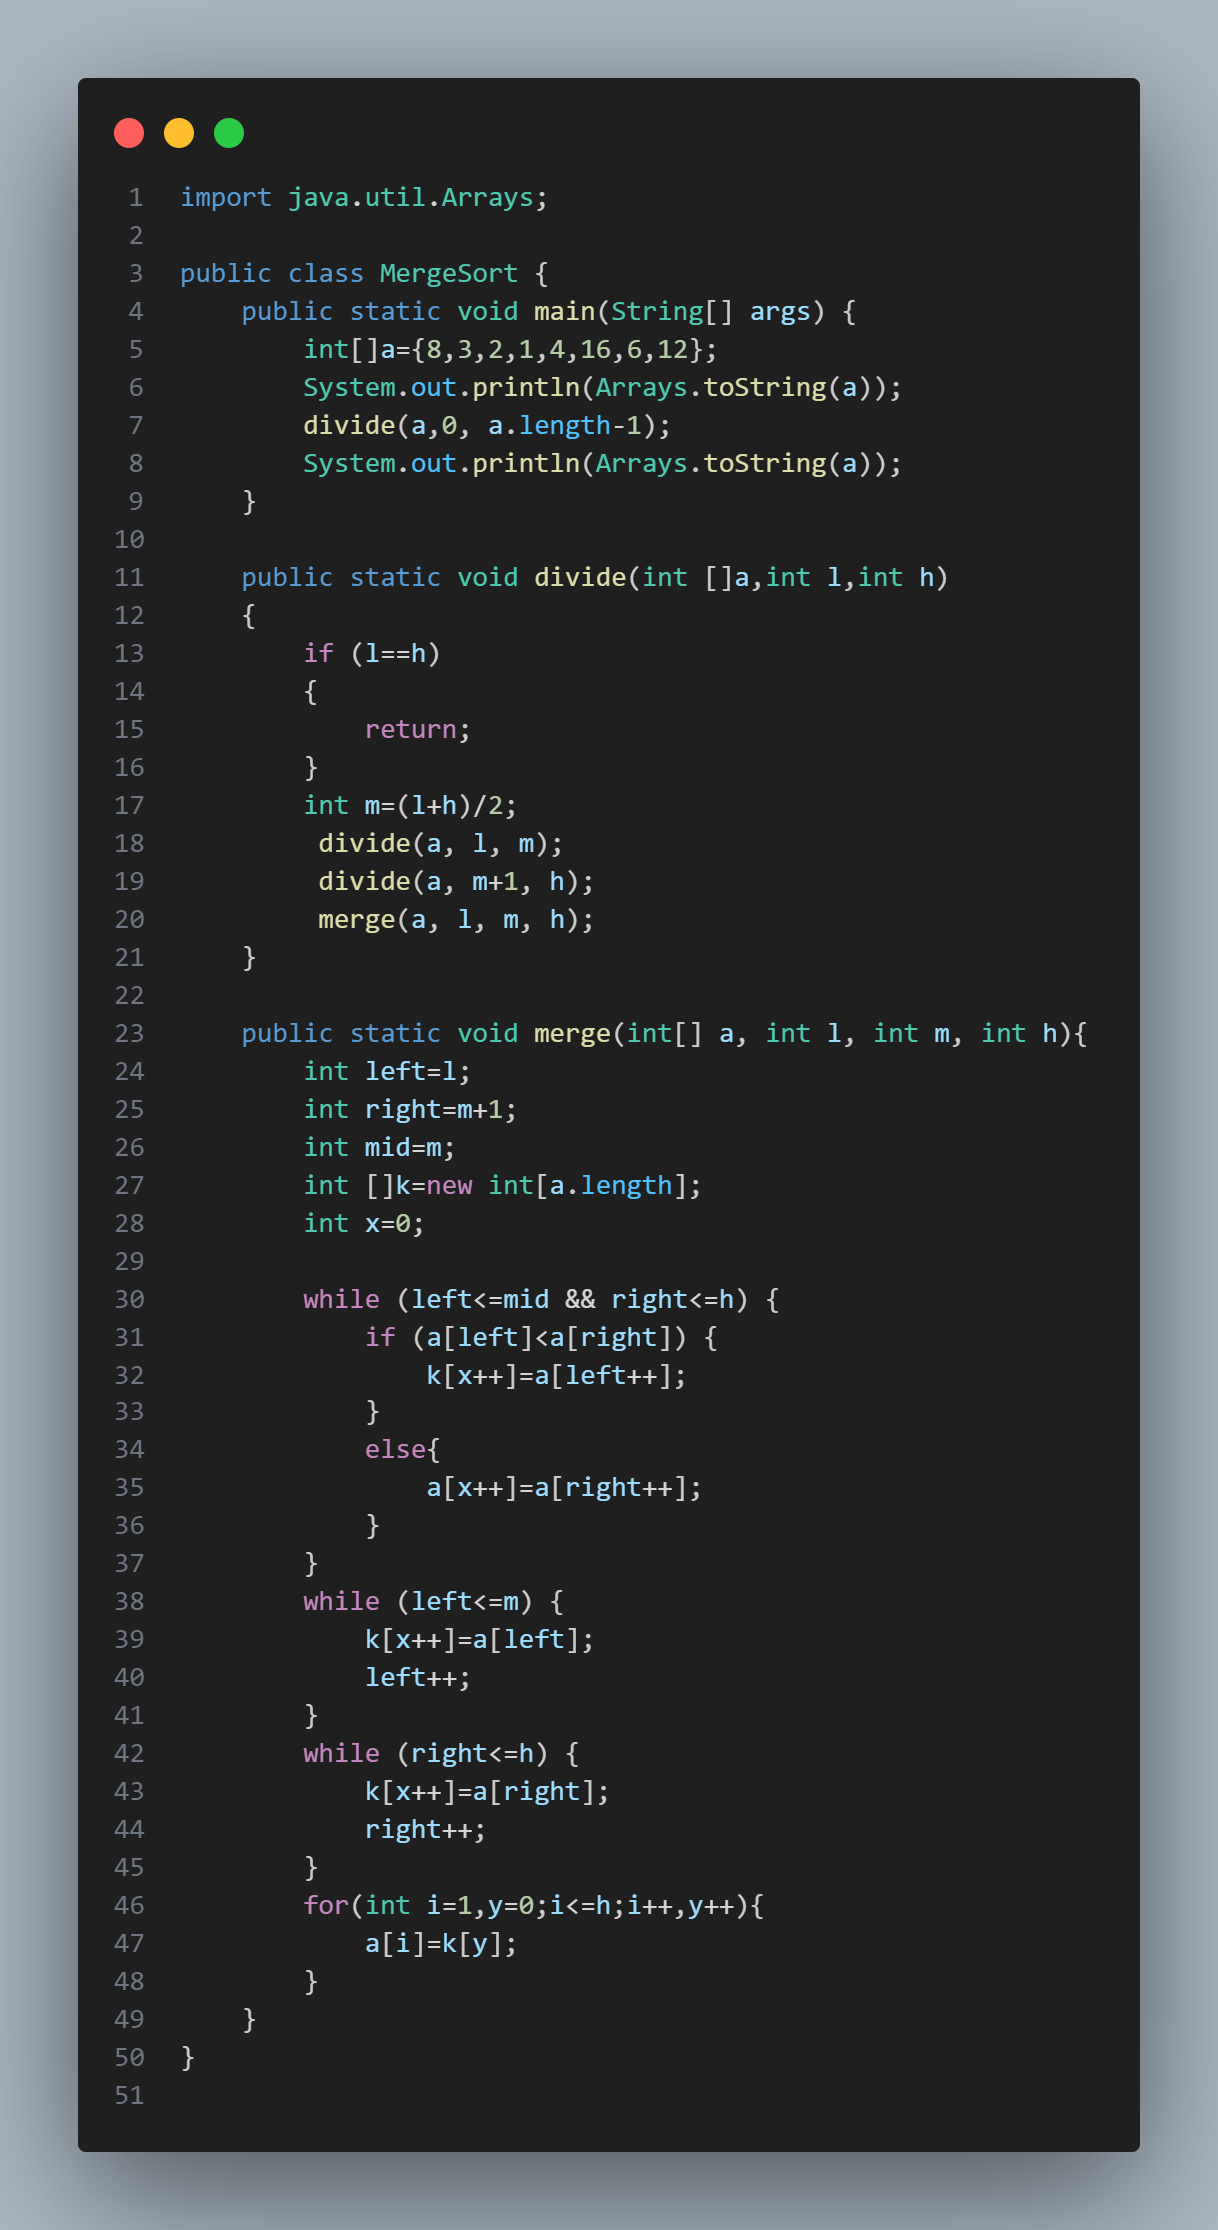 1 import java.util.Arrays;
2
3 public class MergeSort {
4     public static void main(String[] args) {
5         int[]a={8,3,2,1,4,16,6,12};
6         System.out.println(Arrays.toString(a));
7         divide(a,0, a.length-1);
8         System.out.println(Arrays.toString(a));
9     }
10
11     public static void divide(int []a,int l,int h)
12     {
13         if (l==h)
14         {
15             return;
16         }
17         int m=(l+h)/2;
18          divide(a, l, m);
19          divide(a, m+1, h);
20          merge(a, l, m, h);
21     }
22
23     public static void merge(int[] a, int l, int m, int h){
24         int left=l;
25         int right=m+1;
26         int mid=m;
27         int []k=new int[a.length];
28         int x=0;
29
30         while (left<=mid && right<=h) {
31             if (a[left]<a[right]) {
32                 k[x++]=a[left++];
33             }
34             else{
35                 a[x++]=a[right++];
36             }
37         }
38         while (left<=m) {
39             k[x++]=a[left];
40             left++;
41         }
42         while (right<=h) {
43             k[x++]=a[right];
44             right++;
45         }
46         for(int i=1,y=0;i<=h;i++,y++){
47             a[i]=k[y];
48         }
49     }
50 }
51